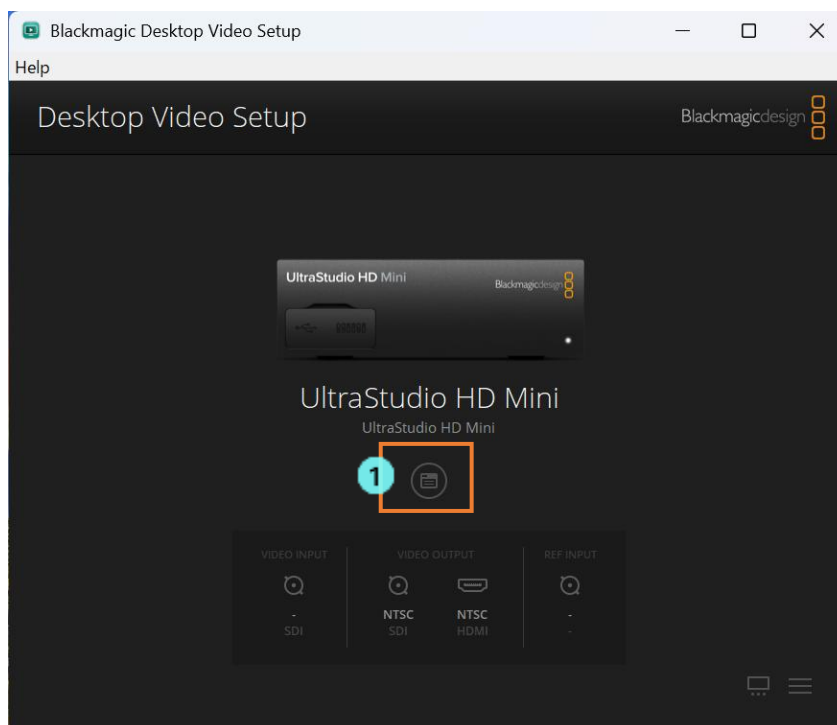 Blackmagic Desktop Video Setup
Help
Desktop Video Setup
Blackmagicdesign
UltraStudio HD Mini
Blackmagicdesign
UltraStudio HD Mini
UltraStudio HD Mini
1
VIDEO INPUT VIDEO OUTPUT REF INPUT
- NTSC NTSC -
SDI SDI HDMI -